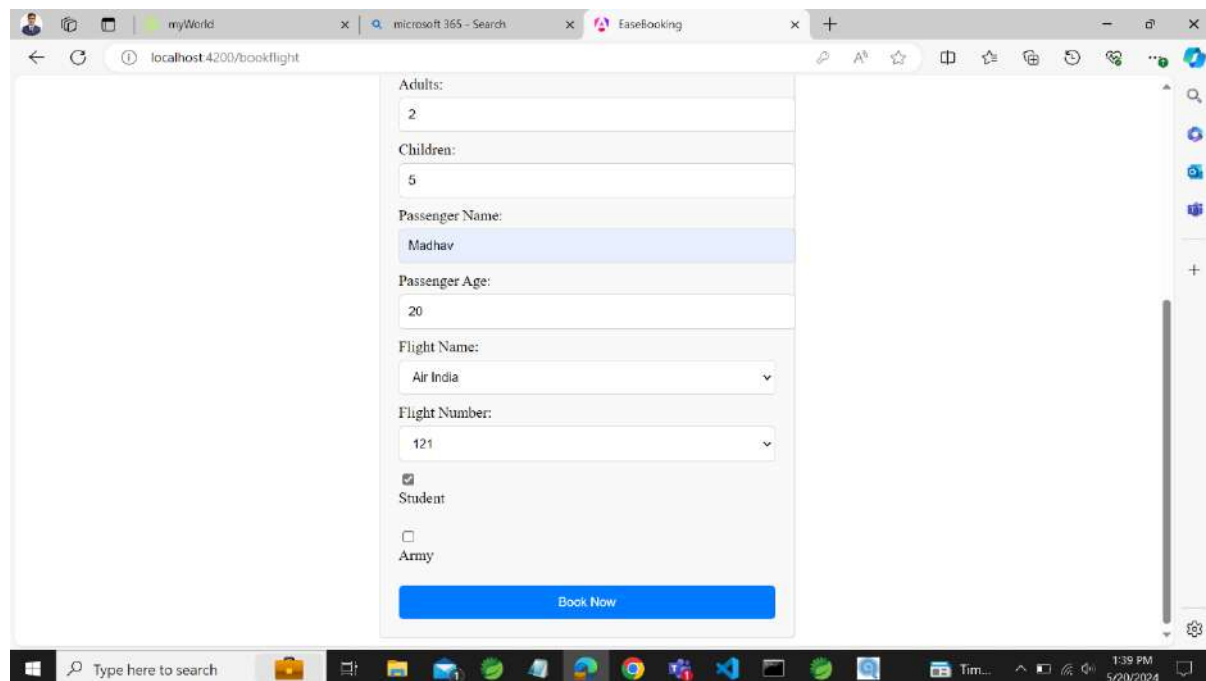 myWorld
microsoft 365 - Search
EaseBooking
localhost:4200/bookflight
Adults:
2
Children:
5
Passenger Name:
Madhav
Passenger Age:
20
Flight Name:
Air India
Flight Number:
121
Student
Army
Book Now
Type here to search
Tim...
1:39 PM
5/20/2024